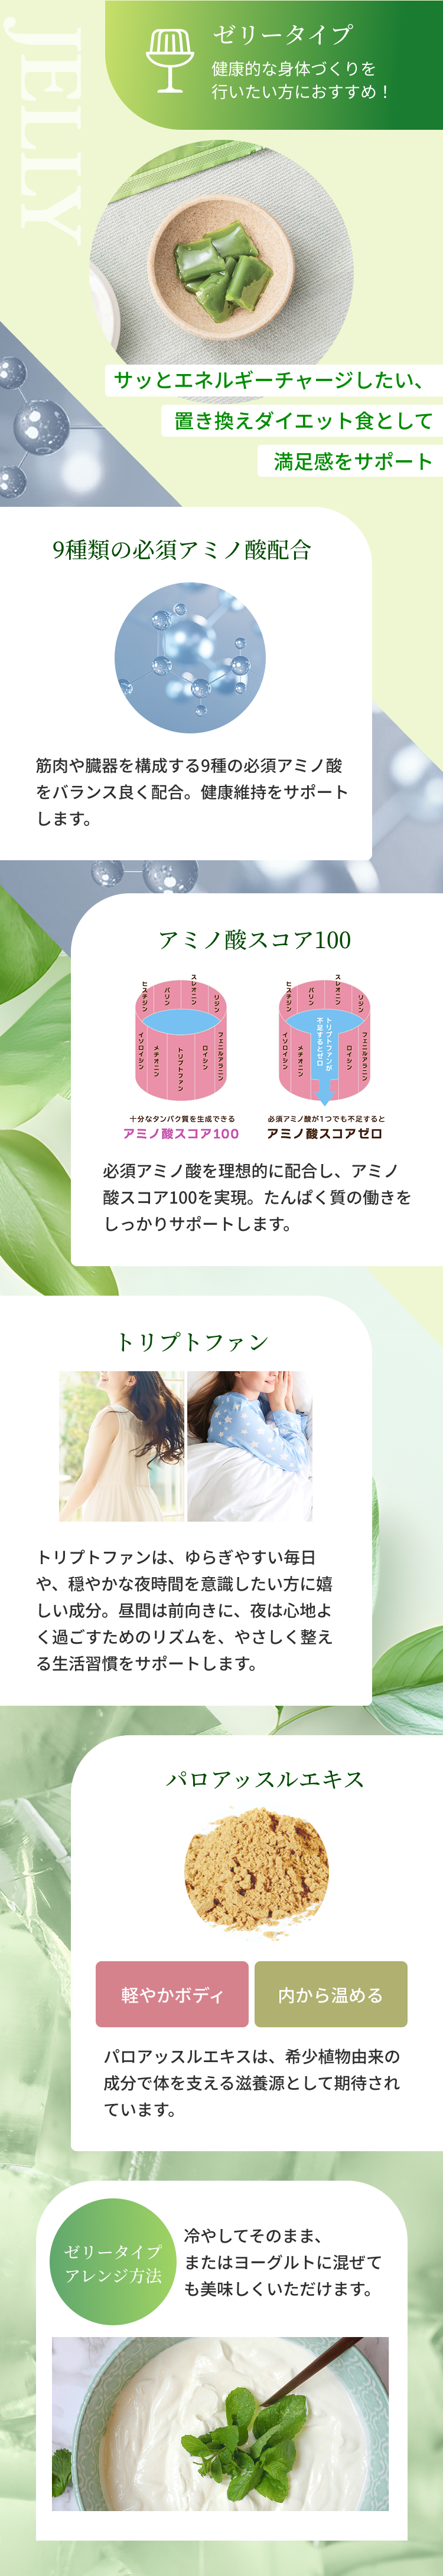 JELLY
ゼリータイプ
健康的な身体づくりを
行いたい方におすすめ！
サッとエネルギーチャージしたい、
置き換えダイエット食として
満足感をサポート
9種類の必須アミノ酸配合
筋肉や臓器を構成する9種の必須アミノ酸
をバランス良く配合。健康維持をサポート
します。
アミノ酸スコア100
ヒスチジン
バリン
スレオニン
リジン
イソロイシン
メチオニン
トリプトファン
ロイシン
フェニルアラニン
十分なタンパク質を生成できる
アミノ酸スコア100
ヒスチジン
バリン
スレオニン
リジン
イソロイシン
メチオニン
トリプトファンが
不足するとゼロ
ロイシン
フェニルアラニン
必須アミノ酸が1つでも不足すると
アミノ酸スコアゼロ
必須アミノ酸を理想的に配合し、アミノ
酸スコア100を実現。たんぱく質の働きを
しっかりサポートします。
トリプトファン
トリプトファンは、ゆらぎやすい毎日
や、穏やかな夜時間を意識したい方に嬉
しい成分。昼間は前向きに、夜は心地よ
く過ごすためのリズムを、やさしく整え
る生活習慣をサポートします。
パロアッスルエキス
軽やかボディ
内から温める
パロアッスルエキスは、希少植物由来の
成分で体を支える滋養源として期待され
ています。
ゼリータイプ
アレンジ方法
冷やしてそのまま、
またはヨーグルトに混ぜて
も美味しくいただけます。